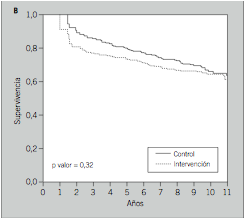 B
1,0
0,8
0,6
0,4
0,2
0,0
Supervivencia
p valor = 0,32
Control
Intervención
0 1 2 3 4 5 6 7 8 9 10 11
Años